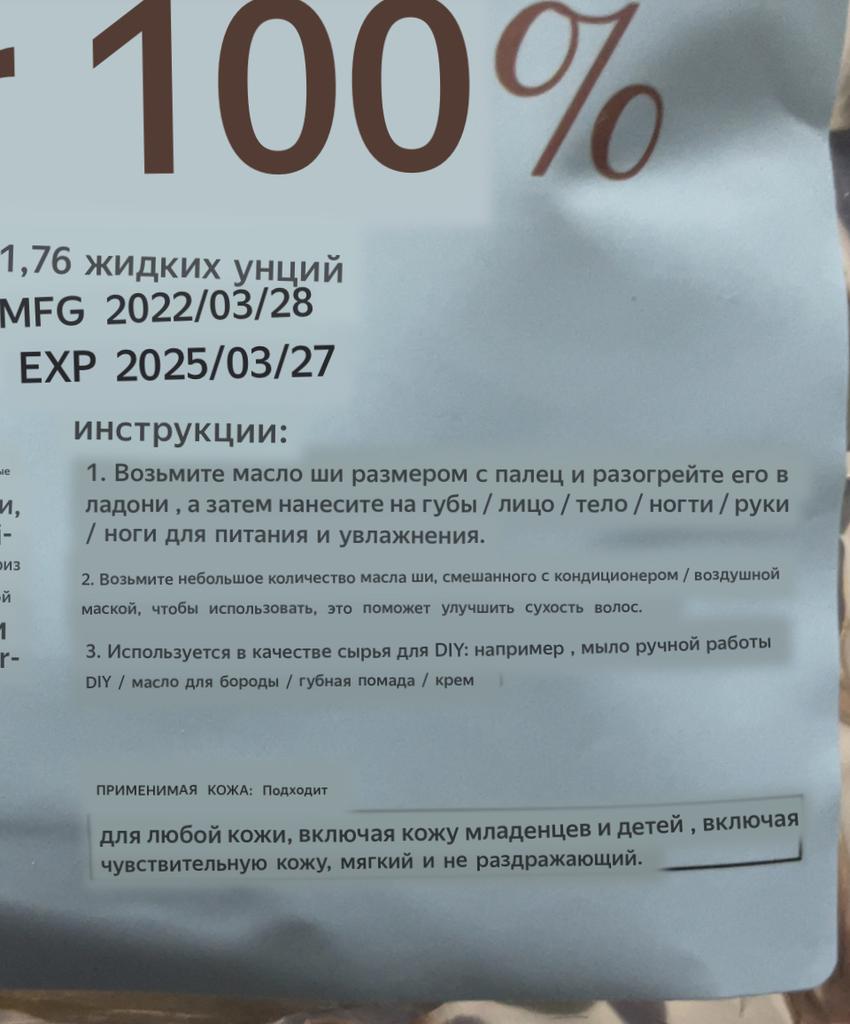 100%
1,76 жидких унций
MFG 2022/03/28
EXP 2025/03/27
инструкции:
1. Возьмите масло ши размером с палец и разогрейте его в
ладони , а затем нанесите на губы / лицо / тело / ногти / руки
/ ноги для питания и увлажнения.
2. Возьмите небольшое количество масла ши, смешанного с кондиционером / воздушной
маской, чтобы использовать, это поможет улучшить сухость волос.
3. Используется в качестве сырья для DIY: например , мыло ручной работы
DIY / масло для бороды / губная помада / крем
ПРИМЕНИМАЯ КОЖА: Подходит
для любой кожи, включая кожу младенцев и детей , включая
чувствительную кожу, мягкий и не раздражающий.